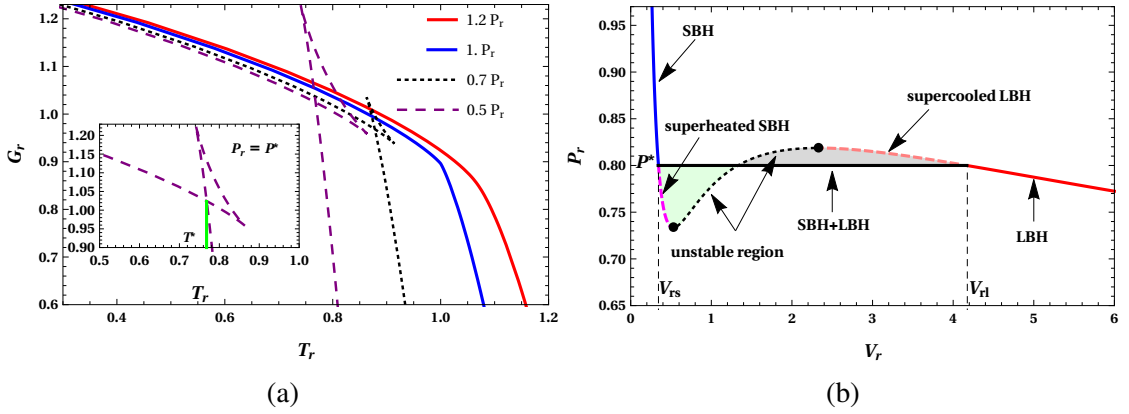 1.2 P_r
1. P_r
0.7 P_r
0.5 P_r
G_r
1.2
1.1
1.0
0.9
0.8
0.7
0.6
0.4
0.6
0.8
1.0
1.2
T_r
1.20
1.15
1.10
1.05
1.00
0.95
0.90
0.5
0.6
0.7
0.8
0.9
1.0
P_r = P*
T*
T_r
(a)
P_r
0.95
0.90
0.85
0.80
0.75
0.70
0.65
P*
SBH
supercooled LBH
superheated SBH
SBH+LBH
unstable region
LBH
V_rs
V_rl
0
1
2
3
4
5
6
V_r
(b)